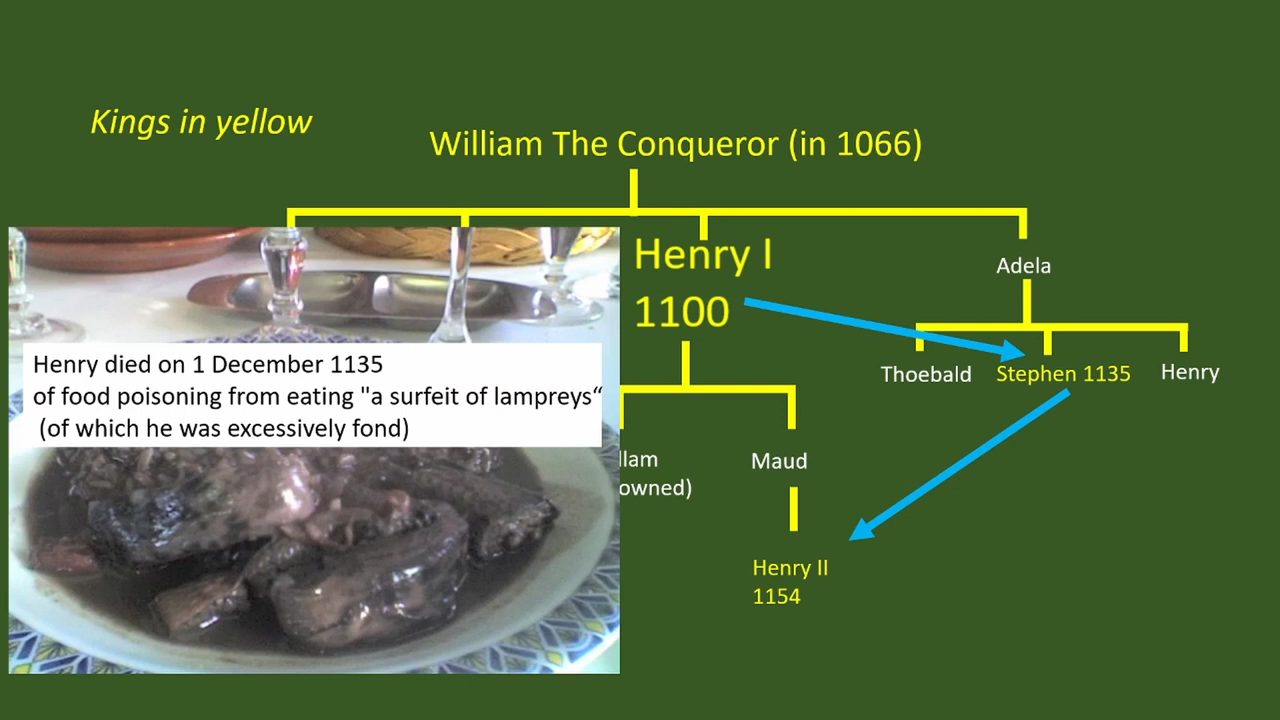 Kings in yellow
William The Conqueror (in 1066)
Henry I
1100
Adela
Thoebald
Stephen 1135
Henry
Henry died on 1 December 1135
of food poisoning from eating "a surfeit of lampreys“
(of which he was excessively fond)
llam
owned)
Maud
Henry II
1154